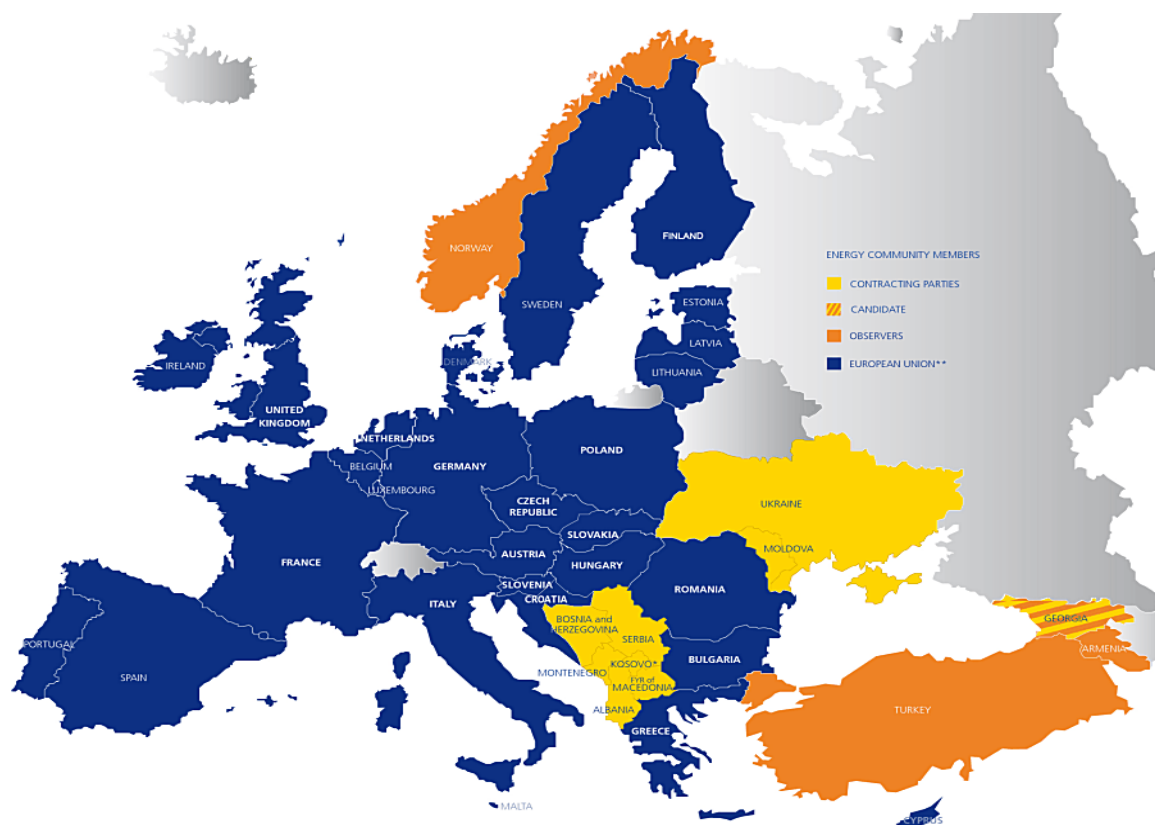 NORWAY
FINLAND
SWEDEN
ENERGY COMMUNITY MEMBERS
CONTRACTING PARTIES
CANDIDATE
OBSERVERS
EUROPEAN UNION**
ESTONIA
LATVIA
LITHUANIA
IRELAND
DENMARK
UNITED
KINGDOM
NETHERLANDS
BELGIUM
LUXEMBOURG
GERMANY
POLAND
CZECH
REPUBLIC
SLOVAKIA
UKRAINE
MOLDOVA
FRANCE
AUSTRIA
HUNGARY
SLOVENIA
CROATIA
ITALY
ROMANIA
BOSNIA and
HERZEGOVINA
SERBIA
GEORGIA
ARMENIA
PORTUGAL
SPAIN
MONTENEGRO
KOSOVO*
FYR of
MACEDONIA
BULGARIA
ALBANIA
GREECE
TURKEY
MALTA
CYPRUS